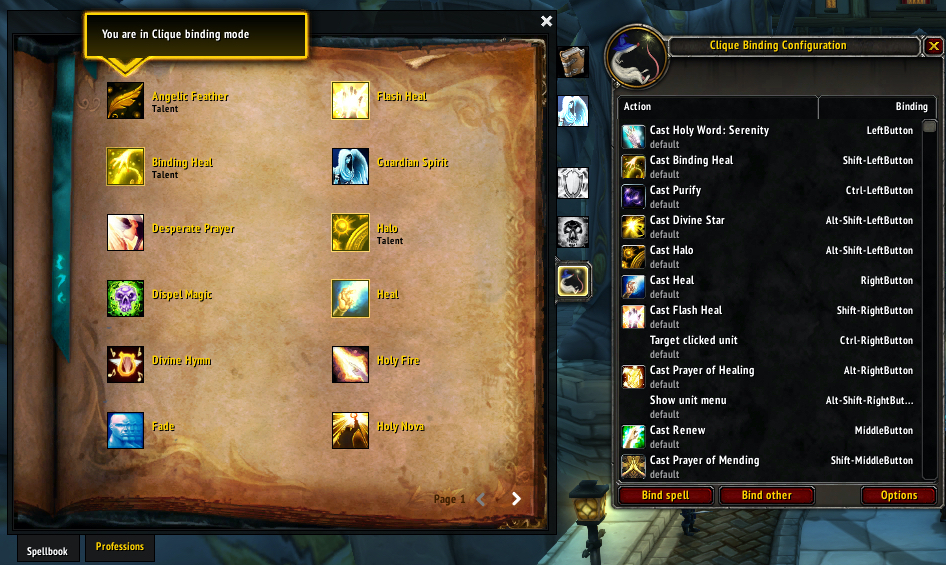 You are in Clique binding mode
Angelic Feather
Talent
Flash Heal
Binding Heal
Talent
Guardian Spirit
Desperate Prayer
Halo
Talent
Dispel Magic
Heal
Divine Hymn
Holy Fire
Fade
Holy Nova
Page 1
Spellbook
Professions
Clique Binding Configuration
Action Binding
Cast Holy Word: Serenity LeftButton
default
Cast Binding Heal Shift-LeftButton
default
Cast Purify Ctrl-LeftButton
default
Cast Divine Star Alt-Shift-LeftButton
default
Cast Halo Alt-Shift-LeftButton
default
Cast Heal RightButton
default
Cast Flash Heal Shift-RightButton
default
Target clicked unit Ctrl-RightButton
default
Cast Prayer of Healing Alt-RightButton
default
Show unit menu Alt-Shift-RightBut...
default
Cast Renew MiddleButton
default
Cast Prayer of Mending Shift-MiddleButton
default
Bind spell Bind other Options